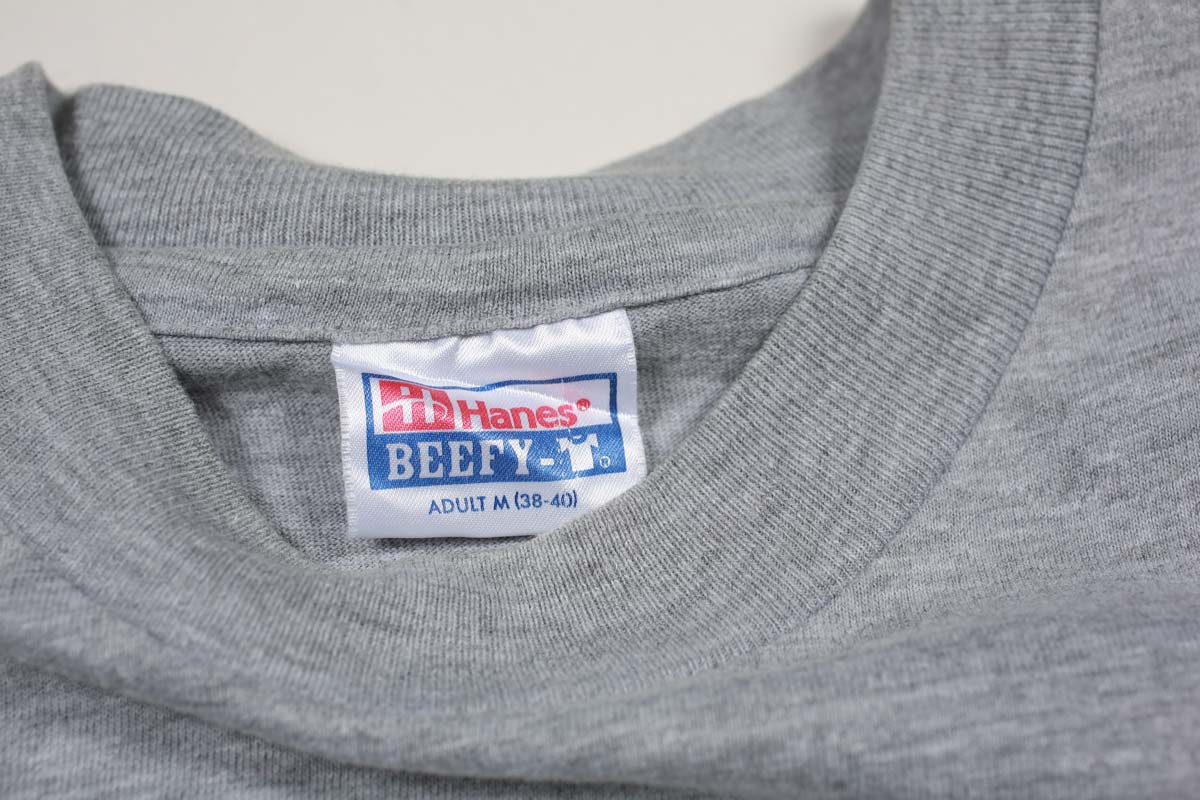 Hanes®
BEEFY-T®
ADULT M (38-40)